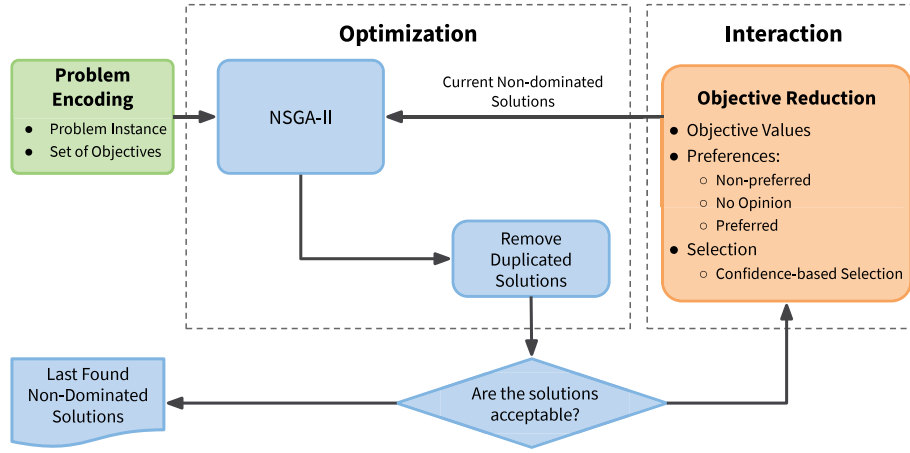 Optimization
Interaction
Problem
Encoding
● Problem Instance
● Set of Objectives
NSGA-II
Current Non-dominated
Solutions
Objective Reduction
● Objective Values
● Preferences:
○ Non-preferred
○ No Opinion
○ Preferred
● Selection
○ Confidence-based Selection
Remove
Duplicated
Solutions
Last Found
Non-Dominated
Solutions
Are the solutions
acceptable?